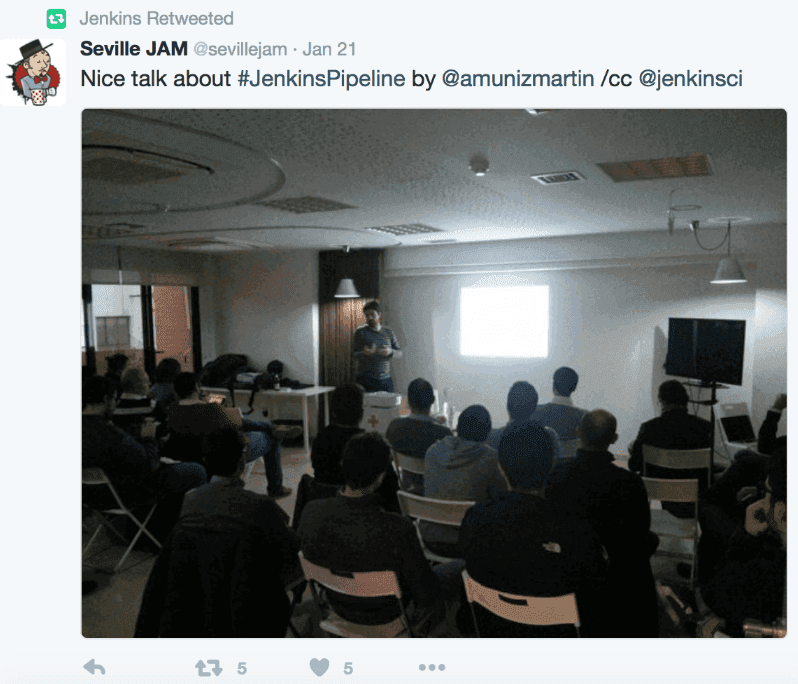 Jenkins Retweeted
Seville JAM @sevillejam · Jan 21
Nice talk about #JenkinsPipeline by @amunizmartin /cc @jenkinsci
5 5